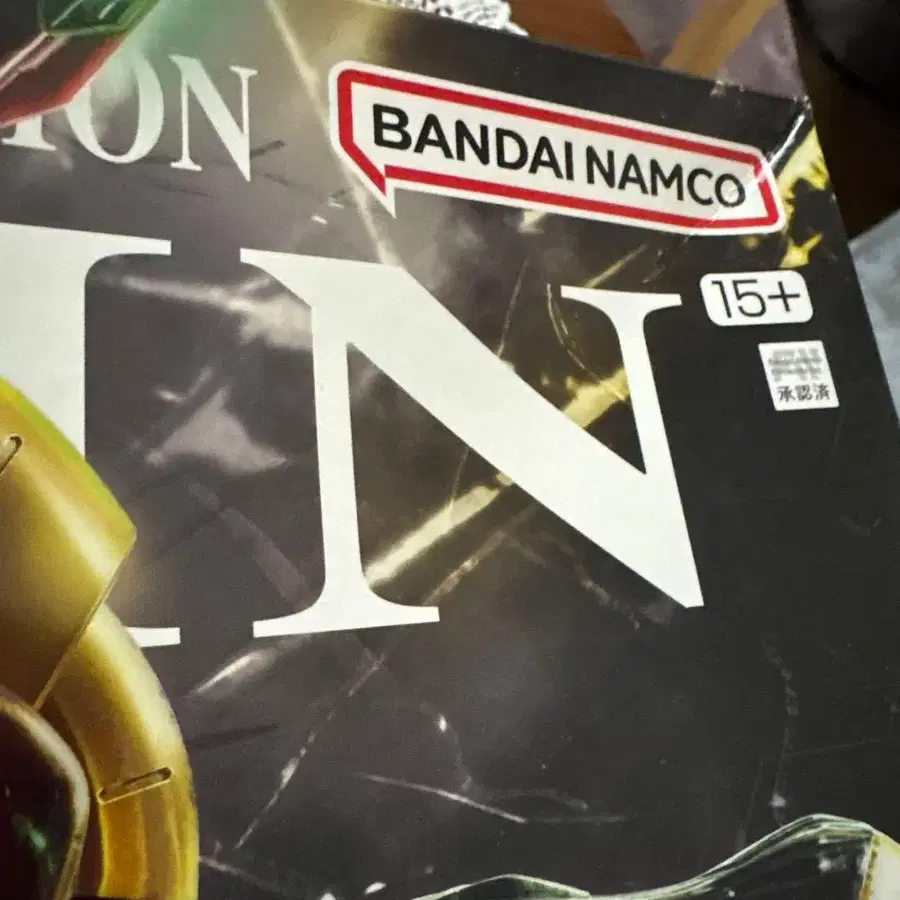 ION
BANDAI NAMCO
IN
15+
承認済